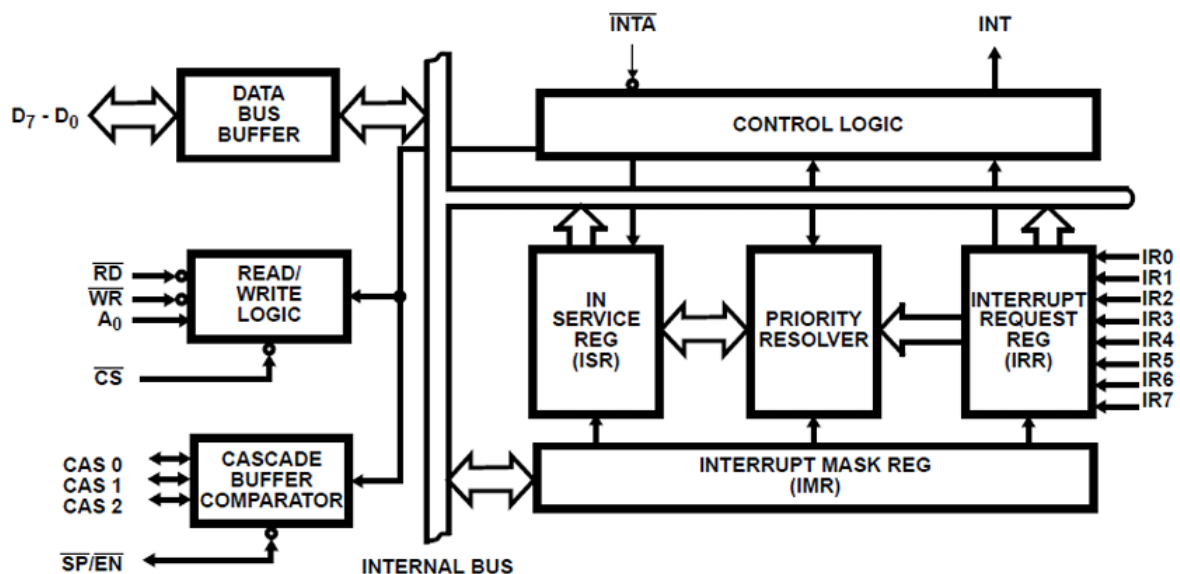 INTA
INT
DATA
BUS
BUFFER
D7 - D0
CONTROL LOGIC
RD
WR
A0
CS
READ/
WRITE
LOGIC
IN
SERVICE
REG
(ISR)
PRIORITY
RESOLVER
INTERRUPT
REQUEST
REG
(IRR)
IR0
IR1
IR2
IR3
IR4
IR5
IR6
IR7
CAS 0
CAS 1
CAS 2
CASCADE
BUFFER
COMPARATOR
INTERRUPT MASK REG
(IMR)
SP/EN
INTERNAL BUS